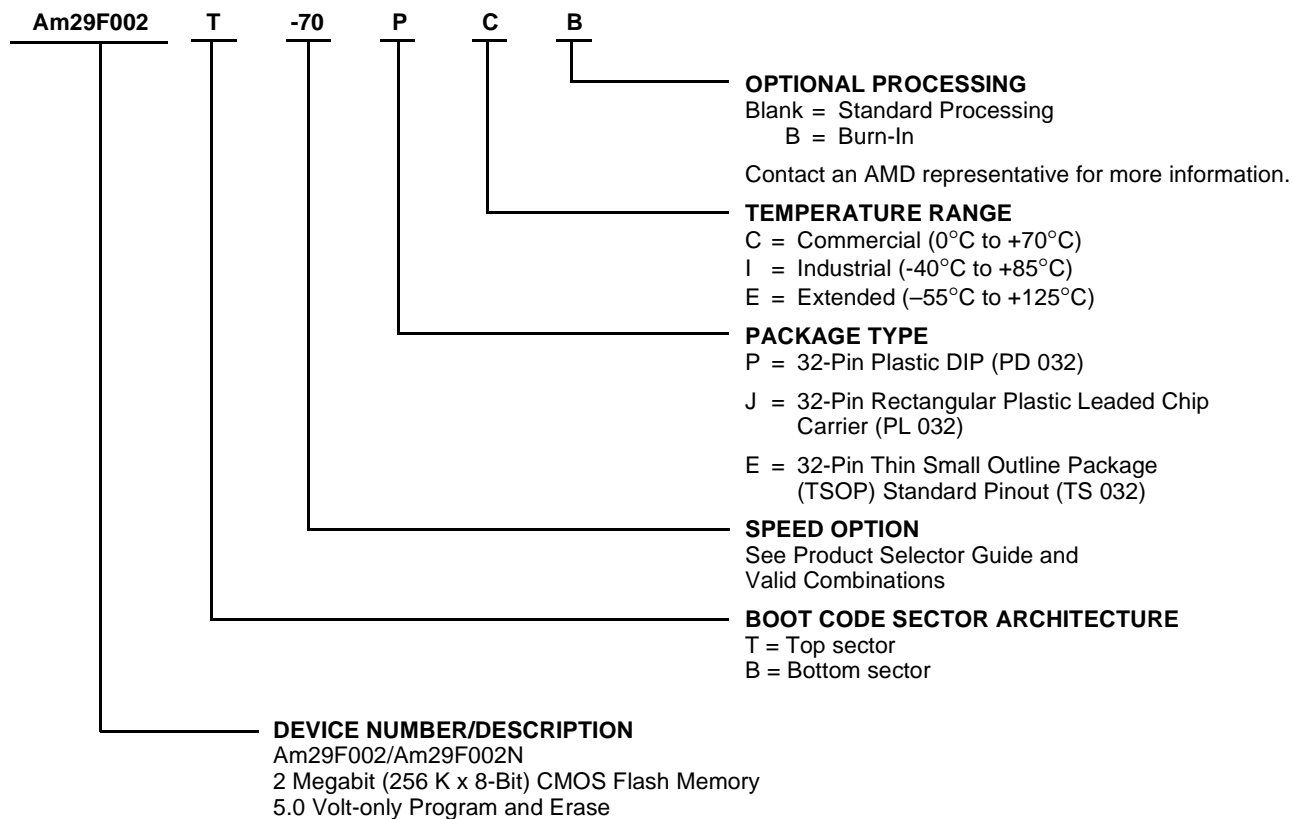 Am29F002 T -70 P C B
OPTIONAL PROCESSING
Blank = Standard Processing
B = Burn-In
Contact an AMD representative for more information.
TEMPERATURE RANGE
C = Commercial (0°C to +70°C)
I = Industrial (-40°C to +85°C)
E = Extended (–55°C to +125°C)
PACKAGE TYPE
P = 32-Pin Plastic DIP (PD 032)
J = 32-Pin Rectangular Plastic Leaded Chip
Carrier (PL 032)
E = 32-Pin Thin Small Outline Package
(TSOP) Standard Pinout (TS 032)
SPEED OPTION
See Product Selector Guide and
Valid Combinations
BOOT CODE SECTOR ARCHITECTURE
T = Top sector
B = Bottom sector
DEVICE NUMBER/DESCRIPTION
Am29F002/Am29F002N
2 Megabit (256 K x 8-Bit) CMOS Flash Memory
5.0 Volt-only Program and Erase